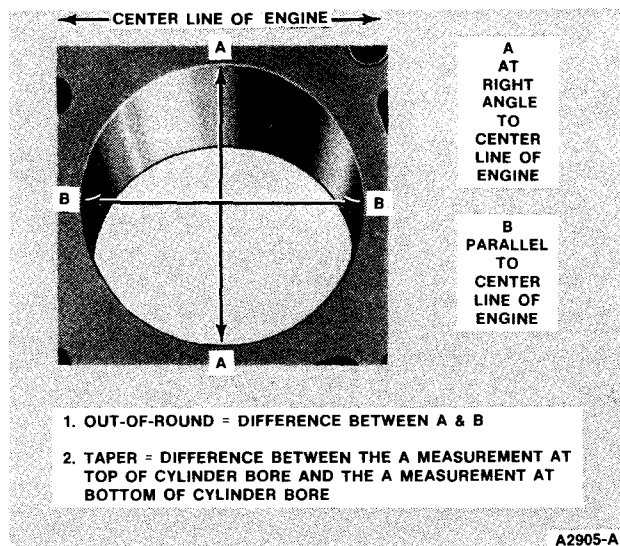 CENTER LINE OF ENGINE
A
A
AT
RIGHT
ANGLE
TO
CENTER
LINE OF
ENGINE
B
B
B
PARALLEL
TO
CENTER
LINE OF
ENGINE
A
1. OUT-OF-ROUND = DIFFERENCE BETWEEN A & B
2. TAPER = DIFFERENCE BETWEEN THE A MEASUREMENT AT
TOP OF CYLINDER BORE AND THE A MEASUREMENT AT
BOTTOM OF CYLINDER BORE
A2905-A